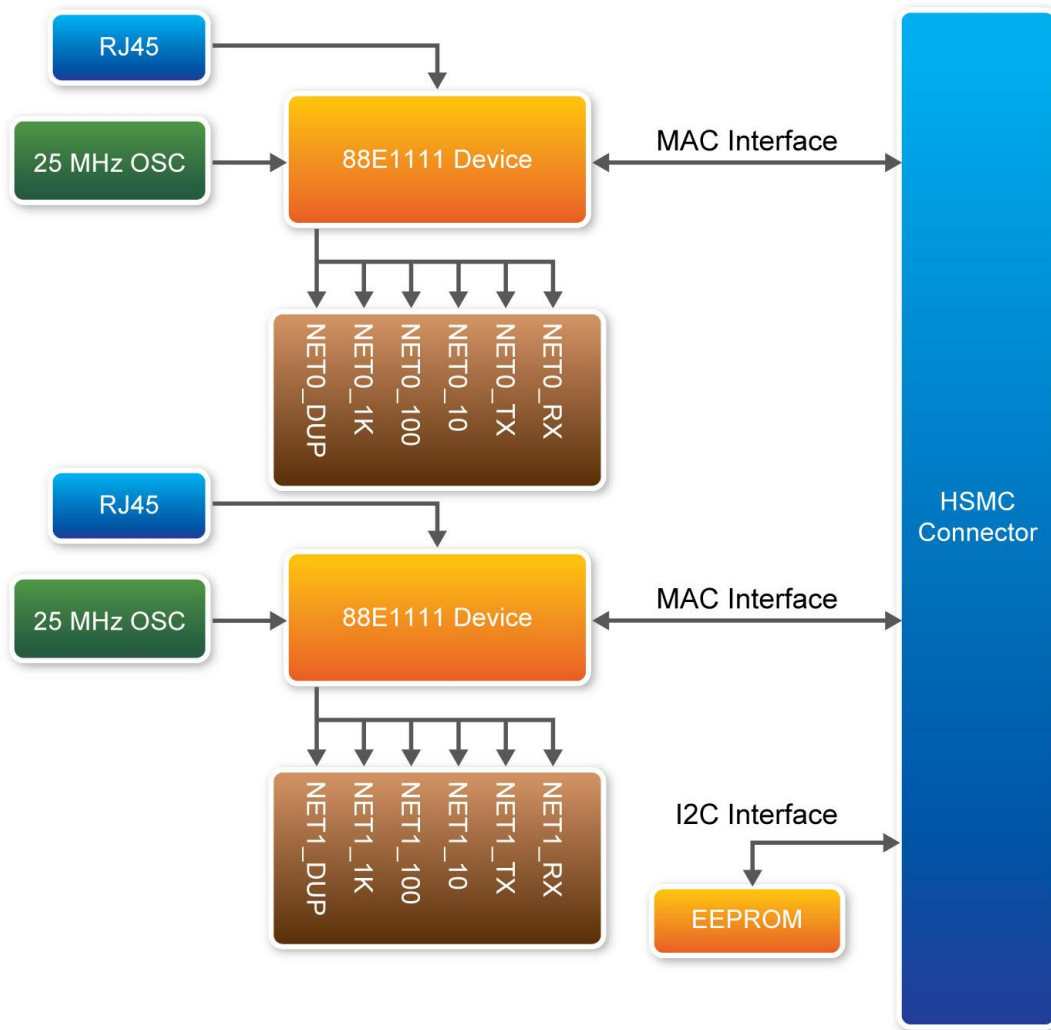 RJ45
25 MHz OSC
88E1111 Device
MAC Interface
NET0_DUP
NET0_1K
NET0_100
NET0_10
NET0_TX
NET0_RX
RJ45
25 MHz OSC
88E1111 Device
MAC Interface
HSMC
Connector
NET1_DUP
NET1_1K
NET1_100
NET1_10
NET1_TX
NET1_RX
I2C Interface
EEPROM